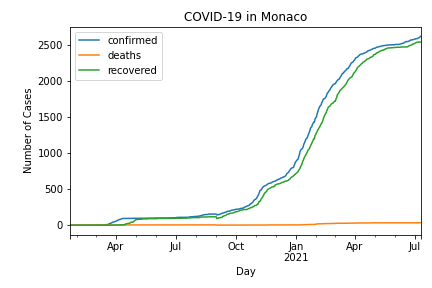 COVID-19 in Monaco
confirmed
deaths
recovered
Number of Cases
2500
2000
1500
1000
500
0
Apr
Jul
Oct
Jan
2021
Apr
Jul
Day